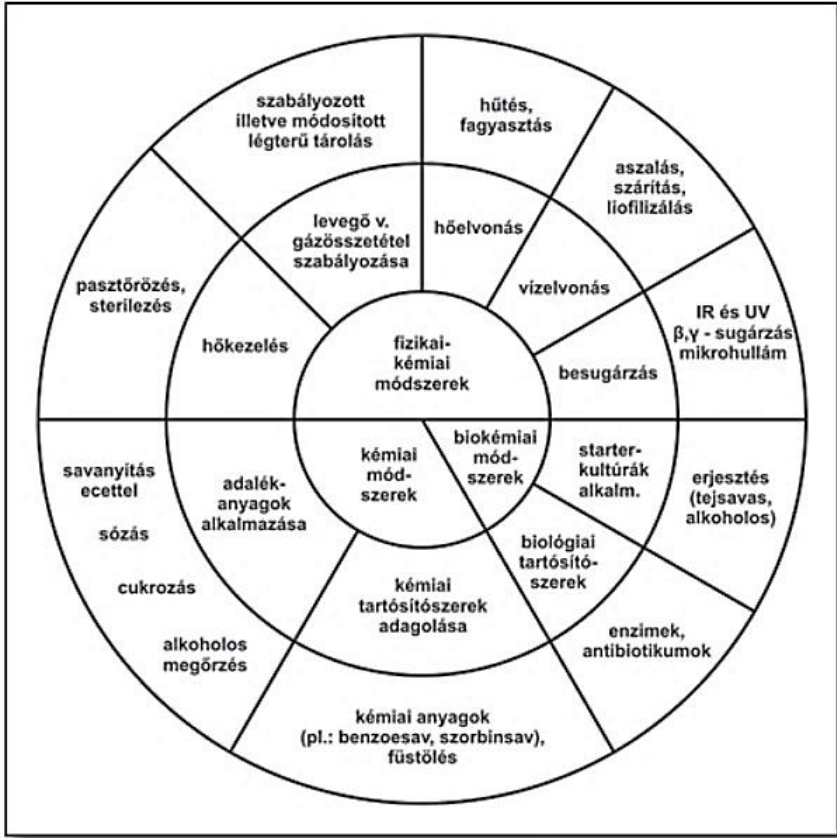 szabályozott
illetve módosított
légterű tárolás
hűtés,
fagyasztás
aszalás,
szárítás,
liofilizálás
IR és UV
β,γ - sugárzás
mikrohullám
pasztőrözés,
sterilezés
levegő v.
gázösszetétel
szabályozása
hőelvonás
vízelvonás
besugárzás
hőkezelés
fizikai-
kémiai
módszerek
kémiai
mód-
szerek
biokémiai
mód-
szerek
starter-
kultúrák
alkalm.
erjesztés
(tejsavas,
alkoholos)
adalék-
anyagok
alkalmazása
savanyítás
ecettel
sózás
cukrozás
alkoholos
megőrzés
kémiai
tartósítószerek
adagolása
biológiai
tartósító-
szerek
enzimek,
antibiotikumok
kémiai anyagok
(pl.: benzoesav, szorbinsav),
füstölés